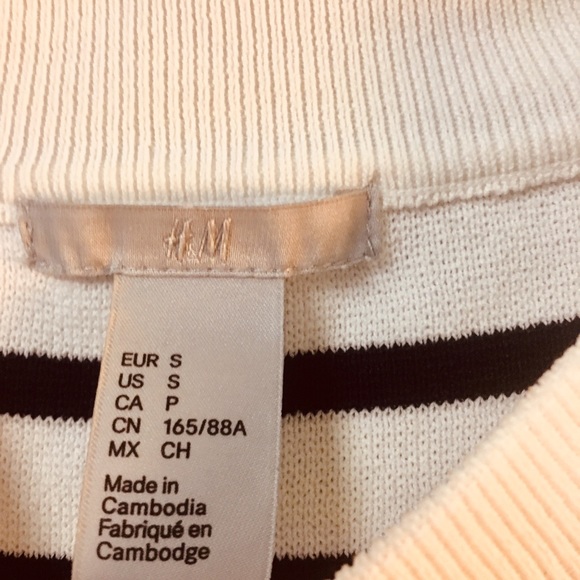 H&M
EUR S
US S
CA P
CN 165/88A
MX CH
Made in
Cambodia
Fabriqué en
Cambodge